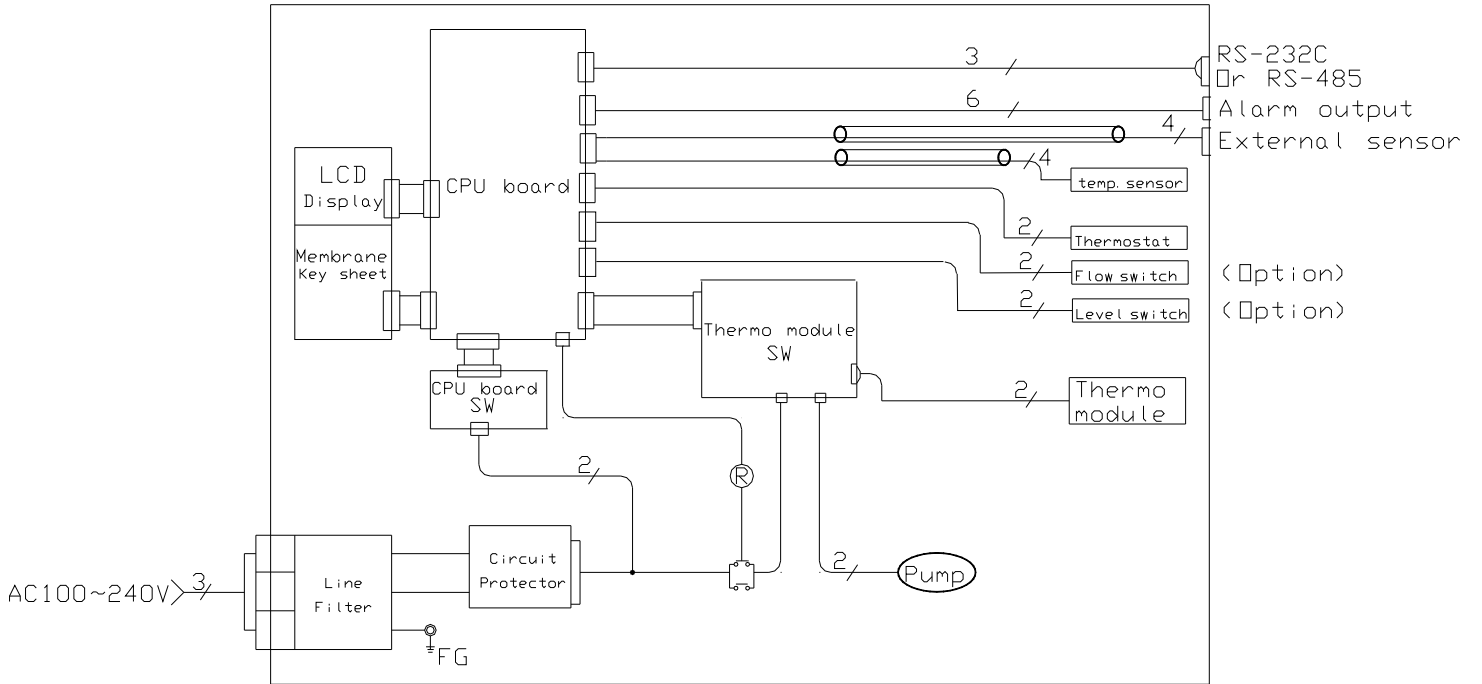 3
RS-232C
Or RS-485
6
Alarm output
4
External sensor
4
temp. sensor
LCD
Display
CPU board
2
Thermostat
Membrane
Key sheet
2
Flow switch
(Option)
2
Level switch
(Option)
Thermo module
SW
CPU board
SW
2
Thermo
module
2
R
Circuit
Protector
2
Pump
AC100~240V
3
Line
Filter
FG